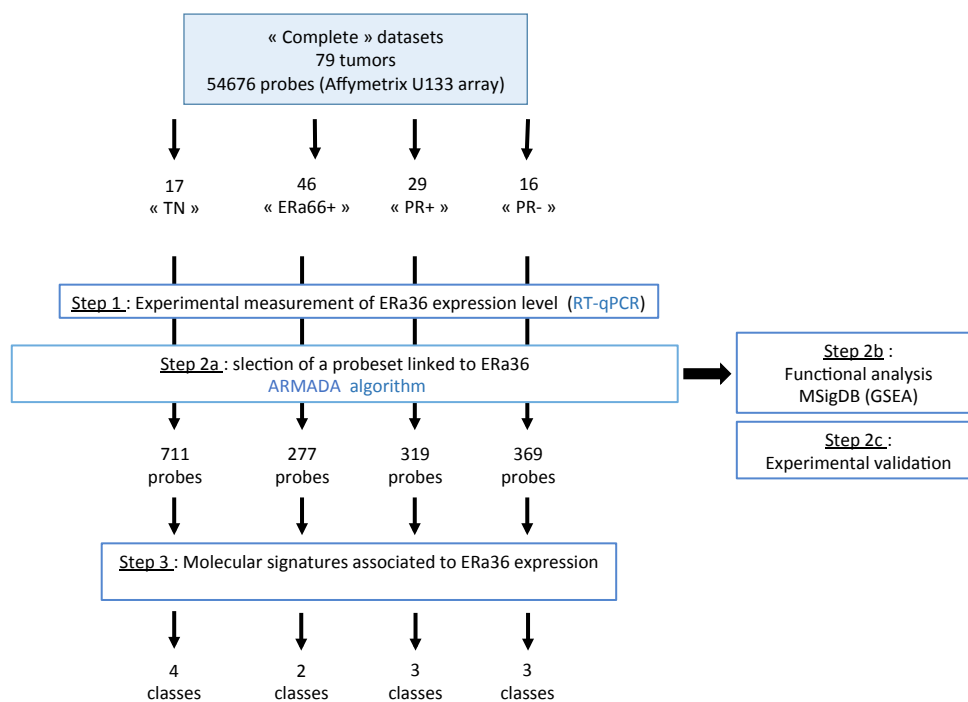 « Complete » datasets
79 tumors
54676 probes (Affymetrix U133 array)
17
« TN »
46
« ERa66+ »
29
« PR+ »
16
« PR- »
Step 1 : Experimental measurement of ERa36 expression level (RT-qPCR)
Step 2a : slection of a probeset linked to ERa36
ARMADA algorithm
Step 2b :
Functional analysis
MSigDB (GSEA)
Step 2c :
Experimental validation
711
probes
277
probes
319
probes
369
probes
Step 3 : Molecular signatures associated to ERa36 expression
4
classes
2
classes
3
classes
3
classes